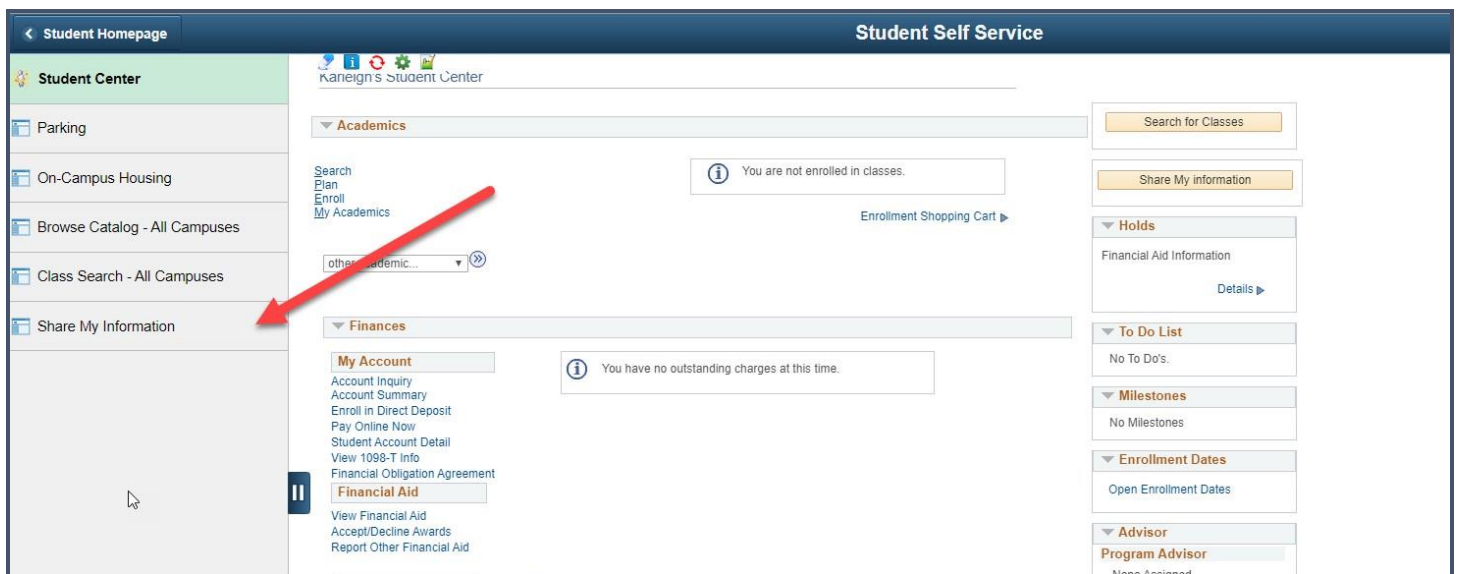 Student Homepage
Student Self Service
Student Center
Parking
On-Campus Housing
Browse Catalog - All Campuses
Class Search - All Campuses
Share My Information
Student Center
Academics
Search
Plan
Enroll
My Academics
You are not enrolled in classes.
Enrollment Shopping Cart
other
Finances
My Account
Account Inquiry
Account Summary
Enroll in Direct Deposit
Pay Online Now
Student Account Detail
View 1098-T Info
Financial Obligation Agreement
You have no outstanding charges at this time.
Financial Aid
View Financial Aid
Accept/Decline Awards
Report Other Financial Aid
Search for Classes
Share My information
Holds
Financial Aid Information
Details
To Do List
No To Do's.
Milestones
No Milestones
Enrollment Dates
Open Enrollment Dates
Advisor
Program Advisor
None Assigned